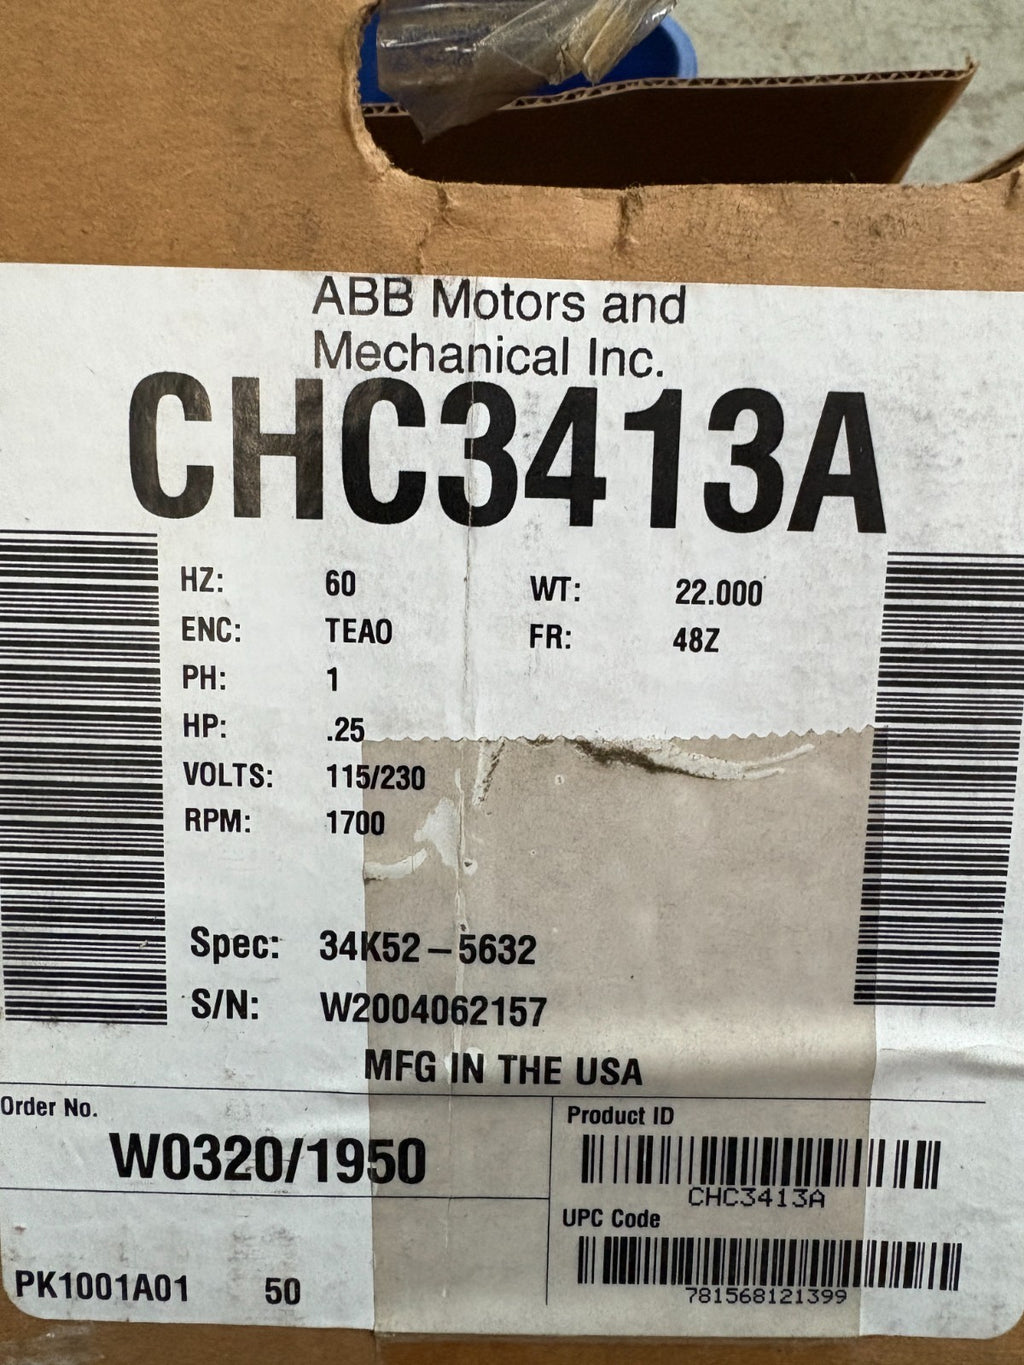 ABB Motors and
Mechanical Inc.
CHC3413A
HZ: 60 WT: 22.000
ENC: TEAO FR: 48Z
PH: 1
HP: .25
VOLTS: 115/230
RPM: 1700
Spec: 34K52-5632
S/N: W2004062157
MFG IN THE USA
Order No.
W0320/1950
Product ID
CHC3413A
UPC Code
781568121399
PK1001A01 50